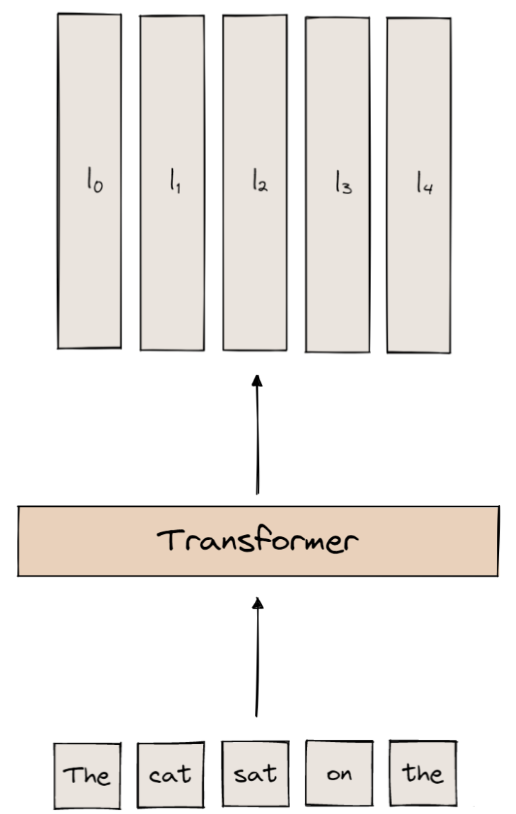 l₀ l₁ l₂ l₃ l₄
Transformer
The cat sat on the